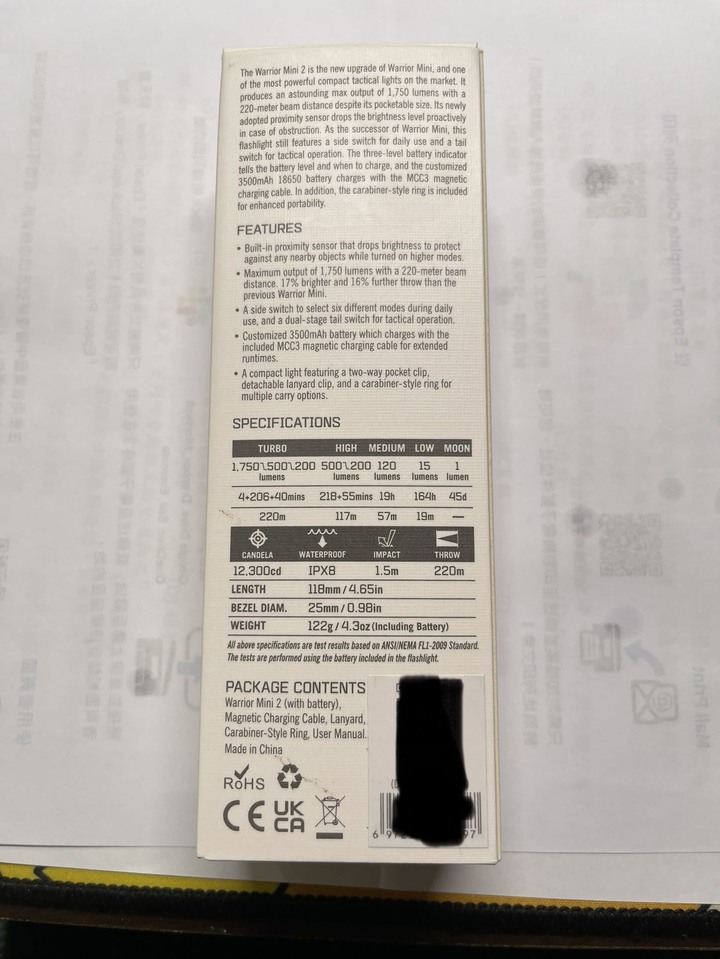 The Warrior Mini 2 is the new upgrade of Warrior Mini, and one
of the most powerful compact tactical lights on the market. It
produces an astounding max output of 1,750 lumens with a
220-meter beam distance despite its pocketable size. Its newly
adopted proximity sensor drops the brightness level proactively
in case of obstruction. As the successor of Warrior Mini, this
flashlight still features a side switch for daily use and a tail
switch for tactical operation. The three-level battery indicator
tells the battery level and when to charge, and the customized
3500mAh 18650 battery charges with the MCC3 magnetic
charging cable. In addition, the carabiner-style ring is included
for enhanced portability.
FEATURES
• Built-in proximity sensor that drops brightness to protect
against any nearby objects while turned on higher modes.
• Maximum output of 1,750 lumens with a 220-meter beam
distance. 17% brighter and 16% further throw than the
previous Warrior Mini.
• A side switch to select six different modes during daily
use, and a dual-stage tail switch for tactical operation.
• Customized 3500mAh battery which charges with the
included MCC3 magnetic charging cable for extended
runtimes.
• A compact light featuring a two-way pocket clip,
detachable lanyard clip, and a carabiner-style ring for
multiple carry options.
SPECIFICATIONS
TURBO HIGH MEDIUM LOW MOON
1,750~500~200 500~200 120 15 1
lumens lumens lumens lumens lumen
4+206+40mins 218+55mins 19h 164h 45d
220m 117m 57m 19m —
CANDELA WATERPROOF IMPACT THROW
12,300cd IPX8 1.5m 220m
LENGTH 118mm / 4.65in
BEZEL DIAM. 25mm / 0.98in
WEIGHT 122g / 4.3oz (Including Battery)
All above specifications are test results based on ANSI/NEMA FL1-2009 Standard.
The tests are performed using the battery included in the flashlight.
PACKAGE CONTENTS
Warrior Mini 2 (with battery),
Magnetic Charging Cable, Lanyard,
Carabiner-Style Ring, User Manual.
Made in China
RoHS
CE UK
CA
6 97
Mail Print